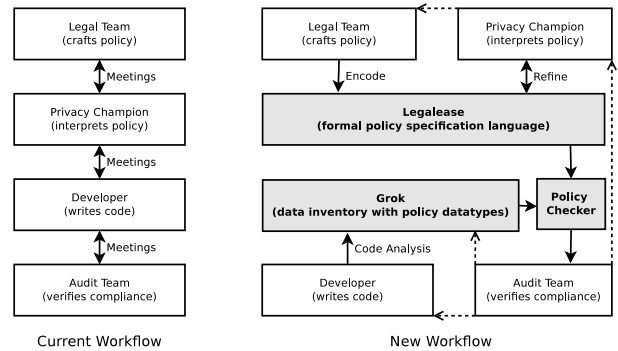 Legal Team
(crafts policy)
Meetings
Privacy Champion
(interprets policy)
Meetings
Developer
(writes code)
Meetings
Audit Team
(verifies compliance)
Current Workflow
Legal Team
(crafts policy)
Privacy Champion
(interprets policy)
Encode
Refine
Legalease
(formal policy specification language)
Grok
(data inventory with policy datatypes)
Policy
Checker
Code Analysis
Developer
(writes code)
Audit Team
(verifies compliance)
New Workflow